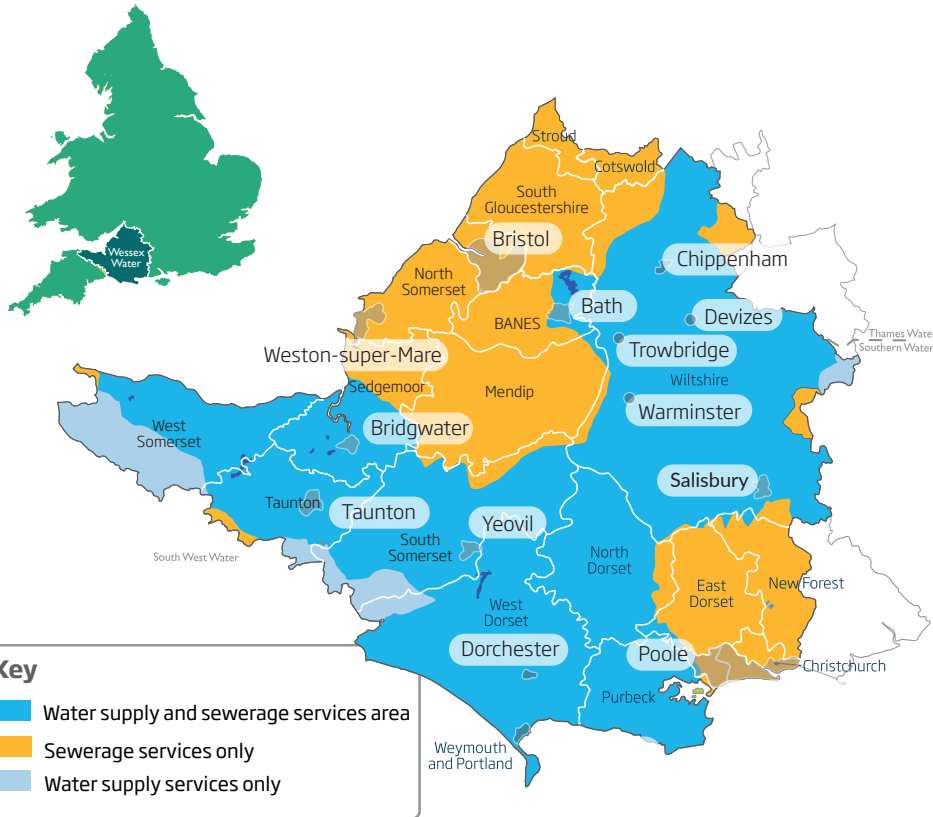 Wessex
Water
Stroud
Cotswold
South
Gloucestershire
Bristol
Chippenham
North
Somerset
Bath
BANES
Devizes
Thames Wate
Southern Water
Trowbridge
Weston-super-Mare
Wiltshire
Sedgemoor
Mendip
Warminster
West
Somerset
Bridgwater
Salisbury
Taunton
Taunton
Yeovil
South West Water
South
Somerset
North
Dorset
East
Dorset
New Forest
West
Dorset
Dorchester
Poole
Christchurch
Purbeck
Weymouth
and Portland
Key
Water supply and sewerage services area
Sewerage services only
Water supply services only